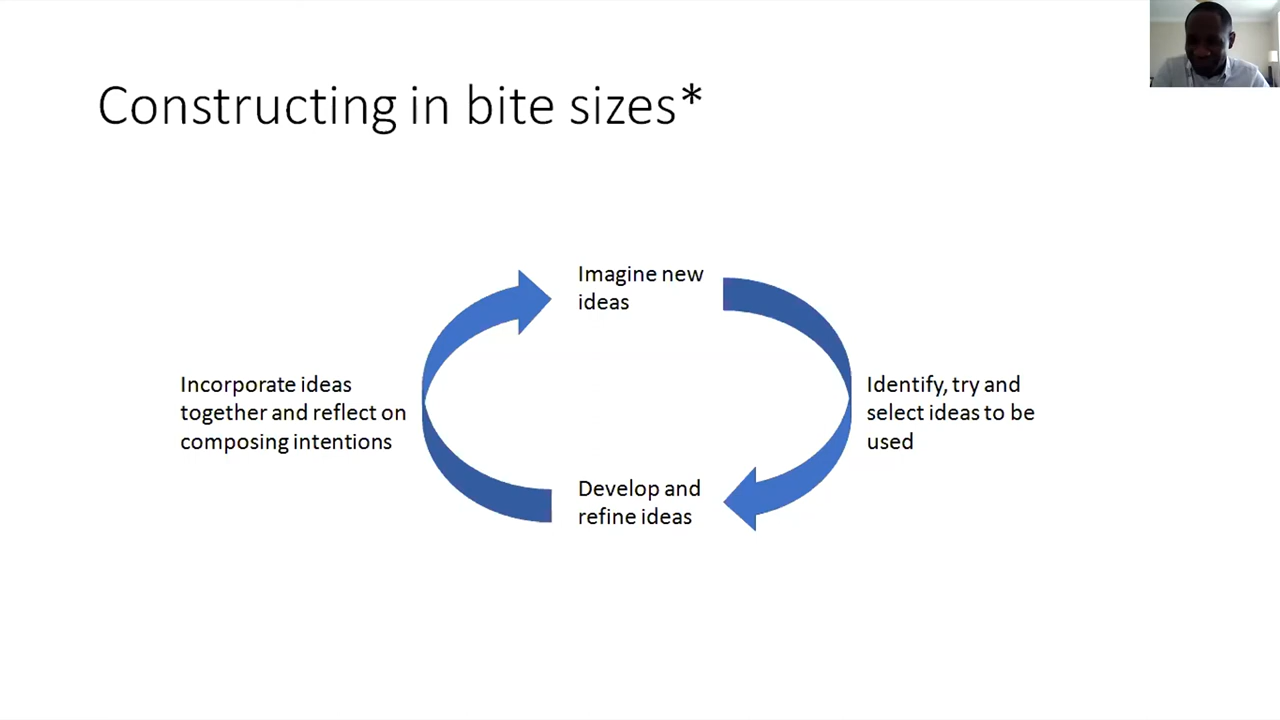 Constructing in bite sizes*
Imagine new
ideas
Incorporate ideas
together and reflect on
composing intentions
Identify, try and
select ideas to be
used
Develop and
refine ideas